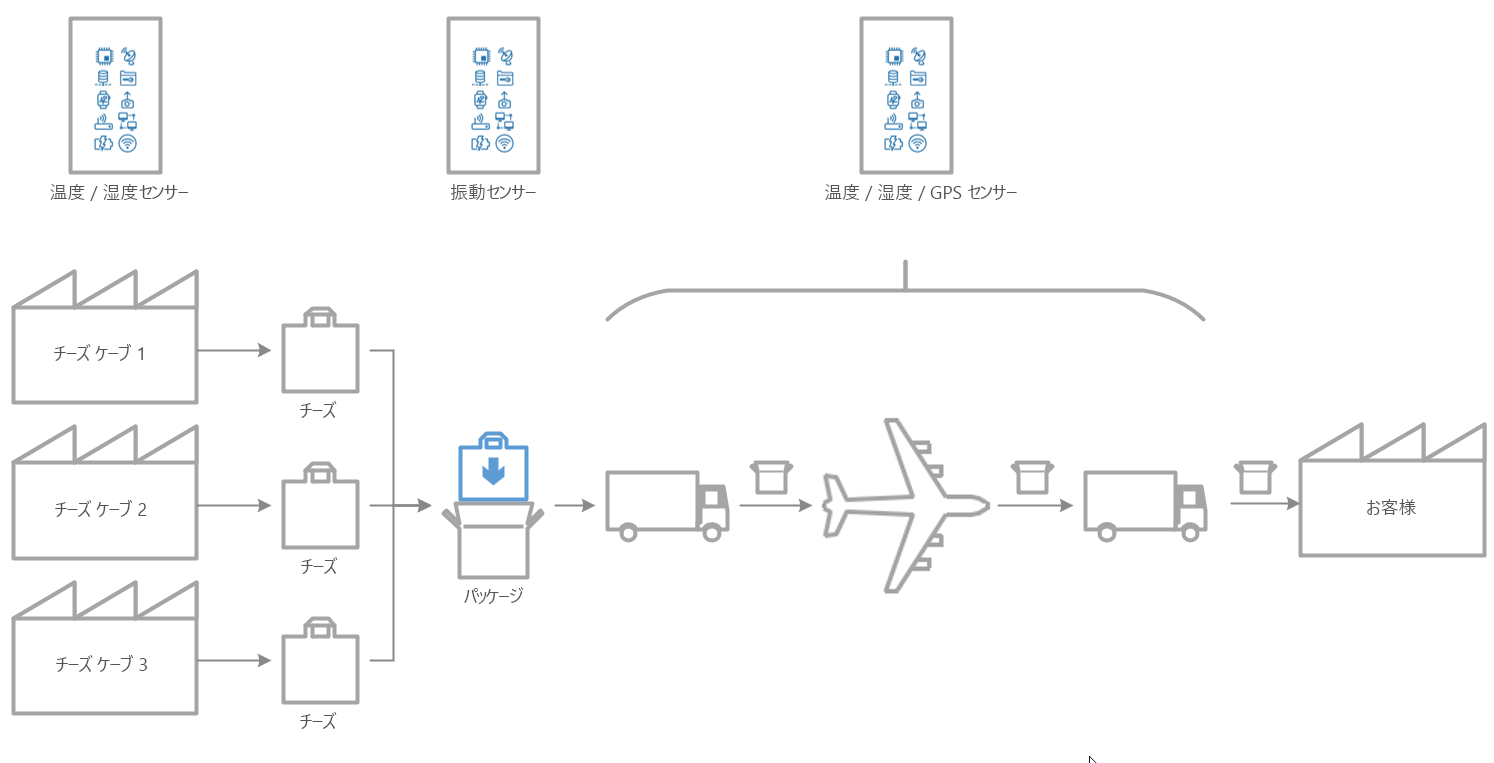 温度 / 湿度センサー
振動センサー
温度 / 湿度 / GPS センサー
チーズ ケーブ 1
チーズ
チーズ ケーブ 2
チーズ
パッケージ
お客様
チーズ ケーブ 3
チーズ